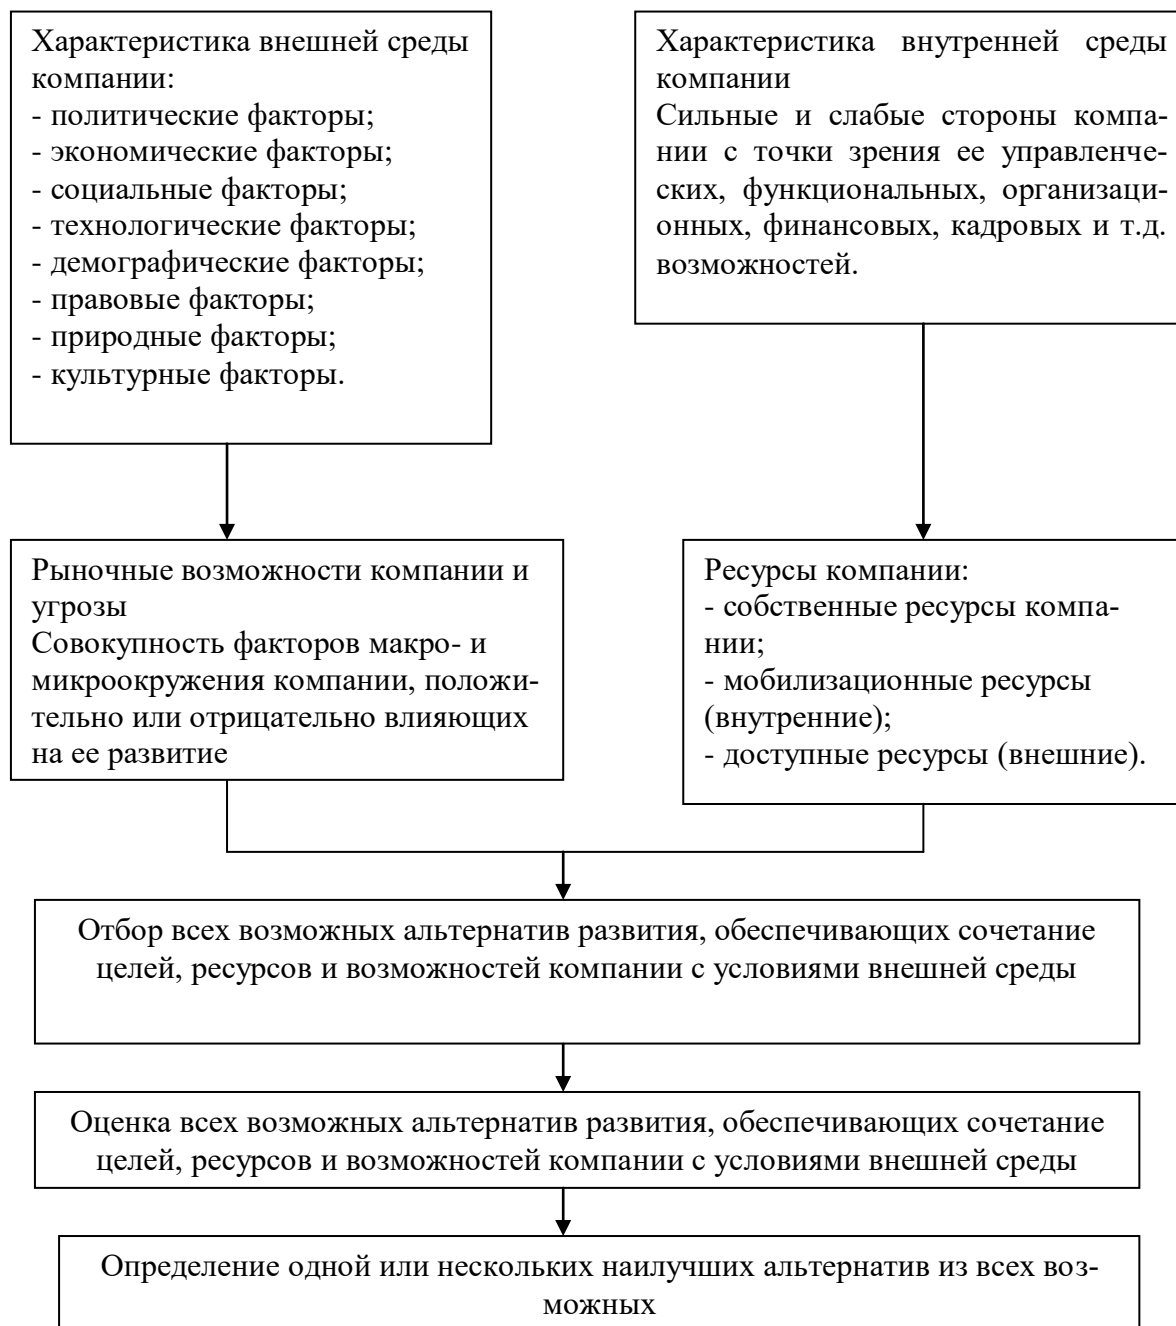 Характеристика внешней среды
компании:
- политические факторы;
- экономические факторы;
- социальные факторы;
- технологические факторы;
- демографические факторы;
- правовые факторы;
- природные факторы;
- культурные факторы.
Характеристика внутренней среды
компании
Сильные и слабые стороны компа-
нии с точки зрения ее управленче-
ских, функциональных, организаци-
онных, финансовых, кадровых и т.д.
возможностей.
Рыночные возможности компании и
угрозы
Совокупность факторов макро- и
микроокружения компании, положи-
тельно или отрицательно влияющих
на ее развитие
Ресурсы компании:
- собственные ресурсы компа-
нии;
- мобилизационные ресурсы
(внутренние);
- доступные ресурсы (внешние).
Отбор всех возможных альтернатив развития, обеспечивающих сочетание
целей, ресурсов и возможностей компании с условиями внешней среды
Оценка всех возможных альтернатив развития, обеспечивающих сочетание
целей, ресурсов и возможностей компании с условиями внешней среды
Определение одной или нескольких наилучших альтернатив из всех воз-
можных